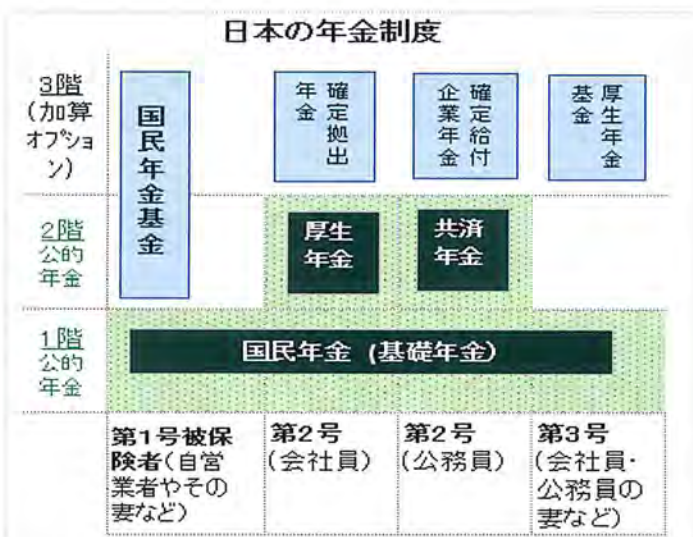 日本の年金制度
3階
(加算
オプショ
ン)
国民年金基金
確定拠出
年金
確定給付
企業年金
厚生年金
基金
2階
公的
年金
厚生
年金
共済
年金
1階
公的
年金
国民年金 (基礎年金)
第1号被保
険者(自営
業者やその
妻など)
第2号
(会社員)
第2号
(公務員)
第3号
(会社員・
公務員の
妻など)